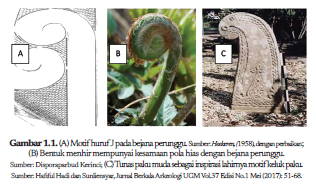 A
B
C
Gambar 1.1. (A) Motif huruf J pada bejana perunggu. Sumber: Heekeren, (1958), dengan perbaikan;
(B) Bentuk menhir mempunyai kesamaan pola hias dengan bejana perunggu.
Sumber: Disporaparbud Kerinci; (C) Tunas paku muda sebagai inspirasi lahirnya motif keluk paku.
Sumber: Hafiful Hadi dan Sunliensyar, Jurnal Berkala Arkeologi UGM Vol.37 Edisi No.1 Mei (2017): 51-68.